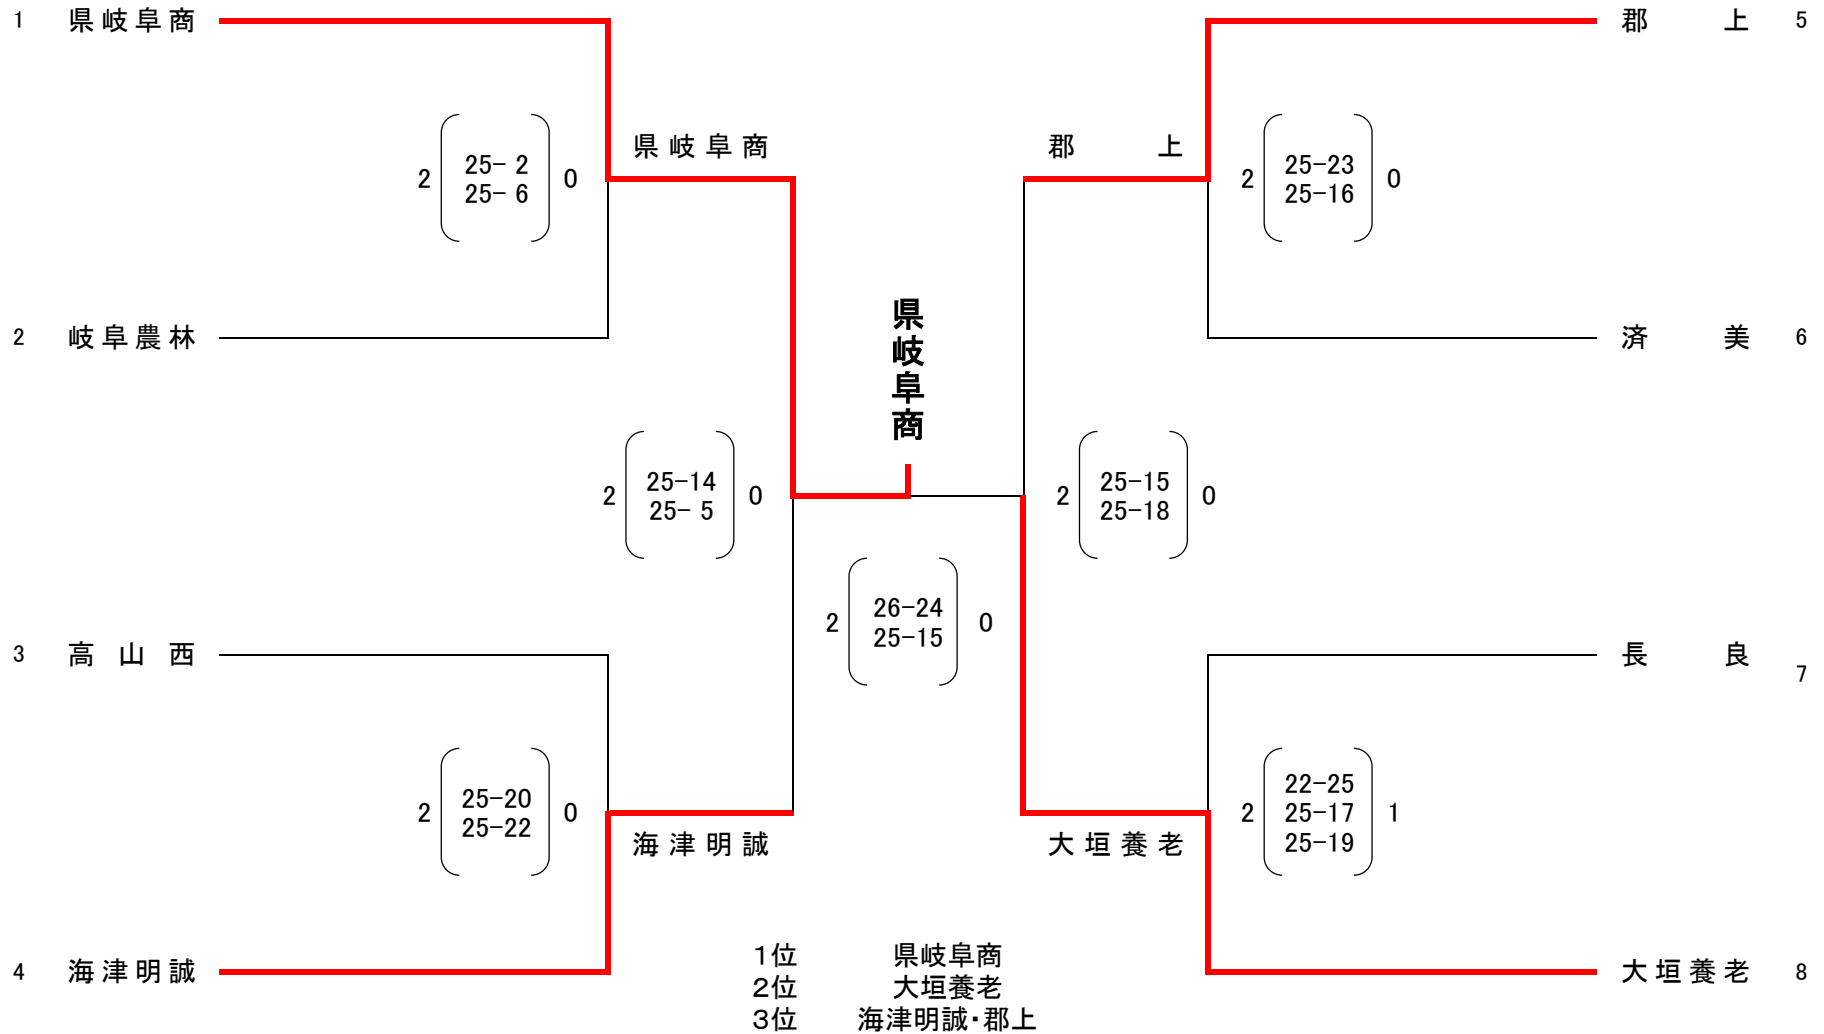 1 県岐阜商
郡 上 5
県岐阜商
郡 上
2 25- 2 0
25- 6
2 25-23 0
25-16
県岐阜商
2 岐阜農林
済 美 6
2 25-14 0
25- 5
2 25-15 0
25-18
2 26-24 0
25-15
3 高山西
長 良 7
2 25-20 0
25-22
22-25
2 25-17 1
25-19
海津明誠
大垣養老
4 海津明誠
大垣養老 8
1位 県岐阜商
2位 大垣養老
3位 海津明誠・郡上